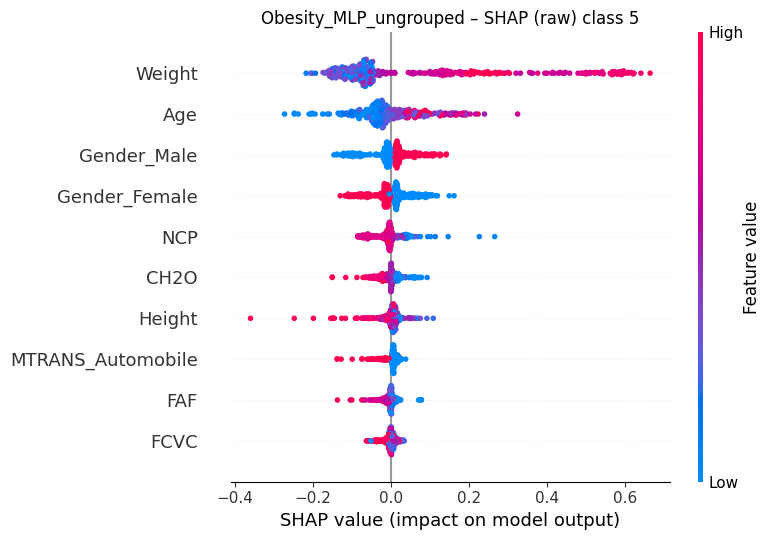 Obesity_MLP_ungrouped – SHAP (raw) class 5
High
Weight
Age
Gender_Male
Gender_Female
NCP
CH2O
Height
MTRANS_Automobile
FAF
FCVC
Feature value
Low
−0.4 −0.2 0.0 0.2 0.4 0.6
SHAP value (impact on model output)